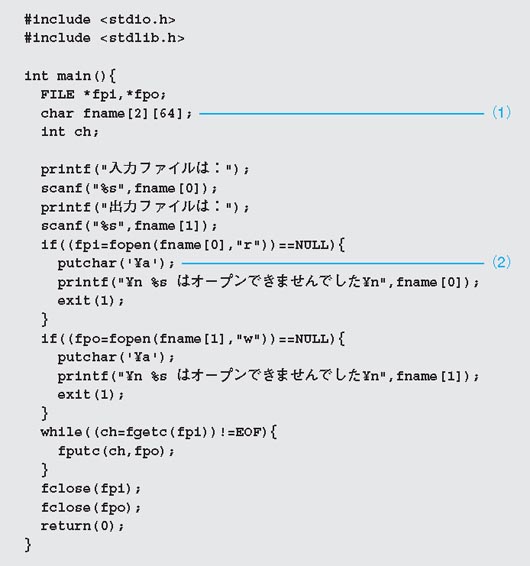 #include <stdio.h>
#include <stdlib.h>
int main(){
FILE *fpi,*fpo;
char fname[2][64]; (1)
int ch;
printf("入力ファイルは：");
scanf("%s",fname[0]);
printf("出力ファイルは：");
scanf("%s",fname[1]);
if((fpi=fopen(fname[0],"r"))==NULL){
putchar('¥a'); (2)
printf("¥n %s はオープンできませんでした¥n",fname[0]);
exit(1);
}
if((fpo=fopen(fname[1],"w"))==NULL){
putchar('¥a');
printf("¥n %s はオープンできませんでした¥n",fname[1]);
exit(1);
}
while((ch=fgetc(fpi))!=EOF){
fputc(ch,fpo);
}
fclose(fpi);
fclose(fpo);
return(0);
}